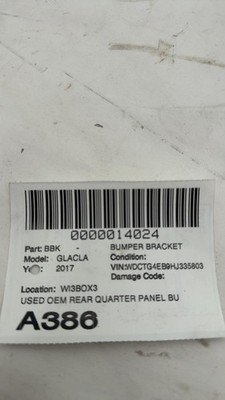 0000014024
Part: BBK - BUMPER BRACKET
Model: GLACLA Condition:
2017 VIN:WDCTG4EB9HJ335803
Damage Code:
Location: WI3BOX3
USED OEM REAR QUARTER PANEL BU
A386